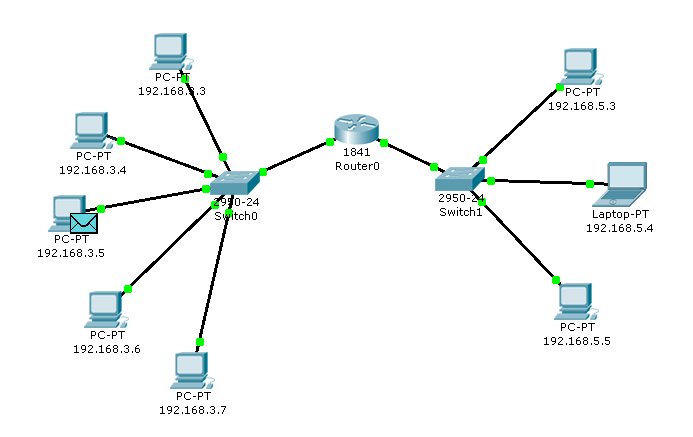 PC-PT
192.168.3.3
PC-PT
192.168.3.4
PC-PT
192.168.3.5
PC-PT
192.168.3.6
PC-PT
192.168.3.7
2950-24
Switch0
1841
Router0
2950-24
Switch1
PC-PT
192.168.5.3
Laptop-PT
192.168.5.4
PC-PT
192.168.5.5